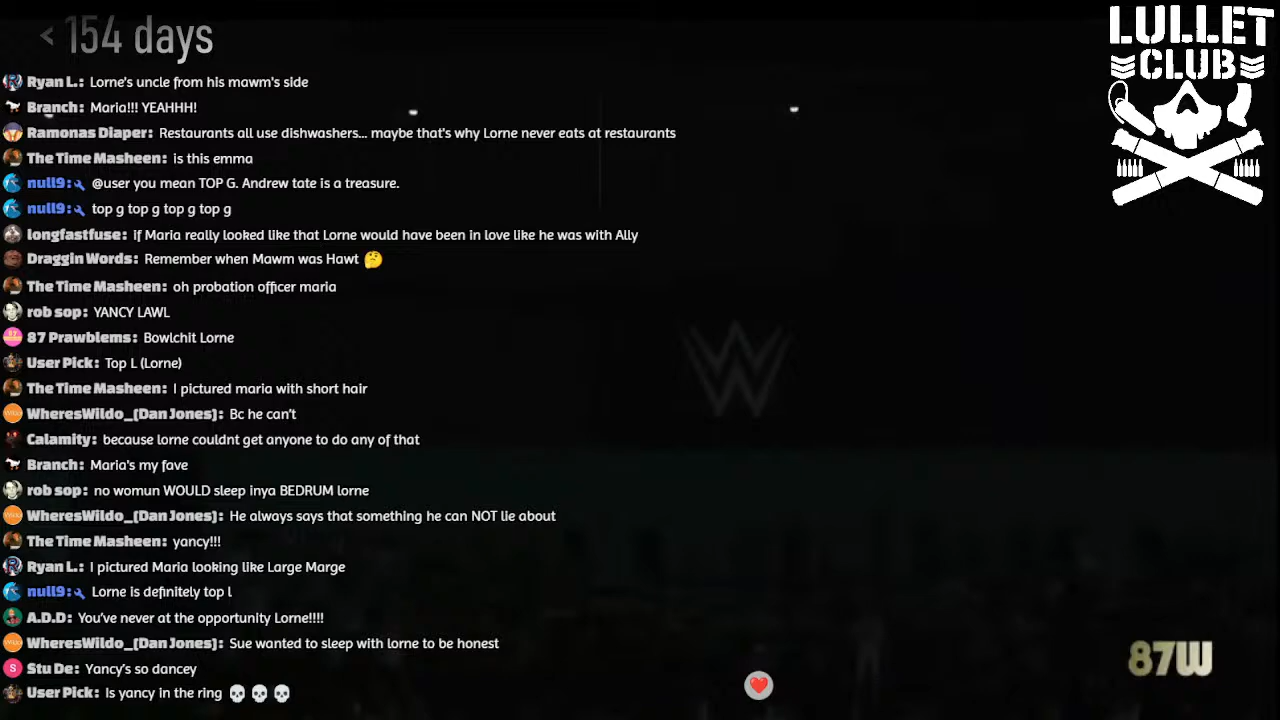 < 154 days
LULLET
CLUB
Ryan L.: Lorne's uncle from his mawm's side
Branch: Maria!!! YEAHHH!
Ramonas Diaper: Restaurants all use dishwashers... maybe that's why Lorne never eats at restaurants
The Time Masheen: is this emma
null9: @user you mean TOP G. Andrew tate is a treasure.
null9: top g top g top g top g
longfastfuse: if Maria really looked like that Lorne would have been in love like he was with Ally
Draggin Words: Remember when Mawm was Hawt 🤔
The Time Masheen: oh probation officer maria
rob sop: YANCY LAWL
87 Prawblems: Bowlchit Lorne
User Pick: Top L (Lorne)
The Time Masheen: I pictured maria with short hair
WheresWildo_(Dan Jones): Bc he can't
Calamity: because lorne couldnt get anyone to do any of that
Branch: Maria's my fave
rob sop: no womun WOULD sleep inya BEDRUM lorne
WheresWildo_(Dan Jones): He always says that something he can NOT lie about
The Time Masheen: yancy!!!
Ryan L.: I pictured Maria looking like Large Marge
null9: Lorne is definitely top l
A.D.D: You've never at the opportunity Lorne!!!!
WheresWildo_(Dan Jones): Sue wanted to sleep with lorne to be honest
S Stu De: Yancy's so dancey
User Pick: Is yancy in the ring 💀 💀 💀
W
87W